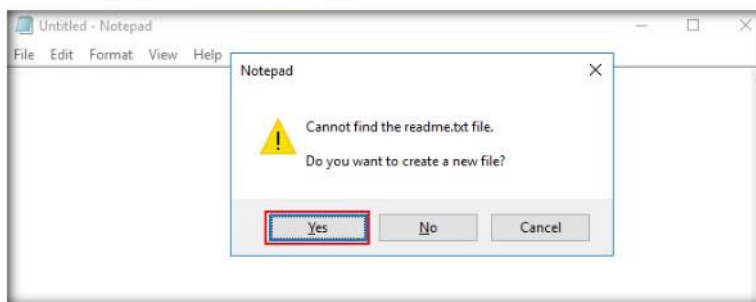 Untitled - Notepad
File Edit Format View Help
Notepad
Cannot find the readme.txt file.
Do you want to create a new file?
Yes No Cancel